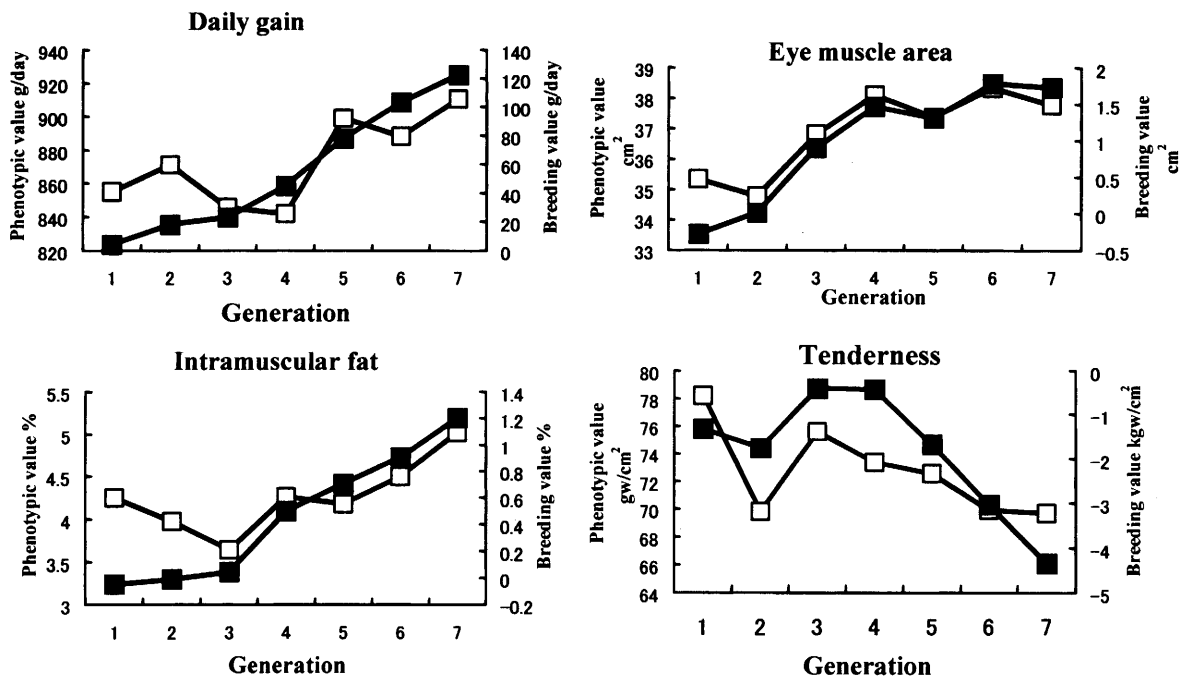 Daily gain
Phenotypic value g/day
940
920
900
880
860
840
820
140
120
100
80
60
40
20
0
Breeding value g/day
1 2 3 4 5 6 7
Generation
Eye muscle area
Phenotypic value
cm2
39
38
37
36
35
34
33
2
1.5
1
0.5
0
−0.5
Breeding value
cm2
1 2 3 4 5 6 7
Generation
Intramuscular fat
Phenotypic value %
5.5
5
4.5
4
3.5
3
1.4
1.2
1
0.8
0.6
0.4
0.2
0
−0.2
Breeding value %
1 2 3 4 5 6 7
Generation
Tenderness
Phenotypic value
gw/cm2
80
78
76
74
72
70
68
66
64
0
−1
−2
−3
−4
−5
Breeding value kgw/cm2
1 2 3 4 5 6 7
Generation